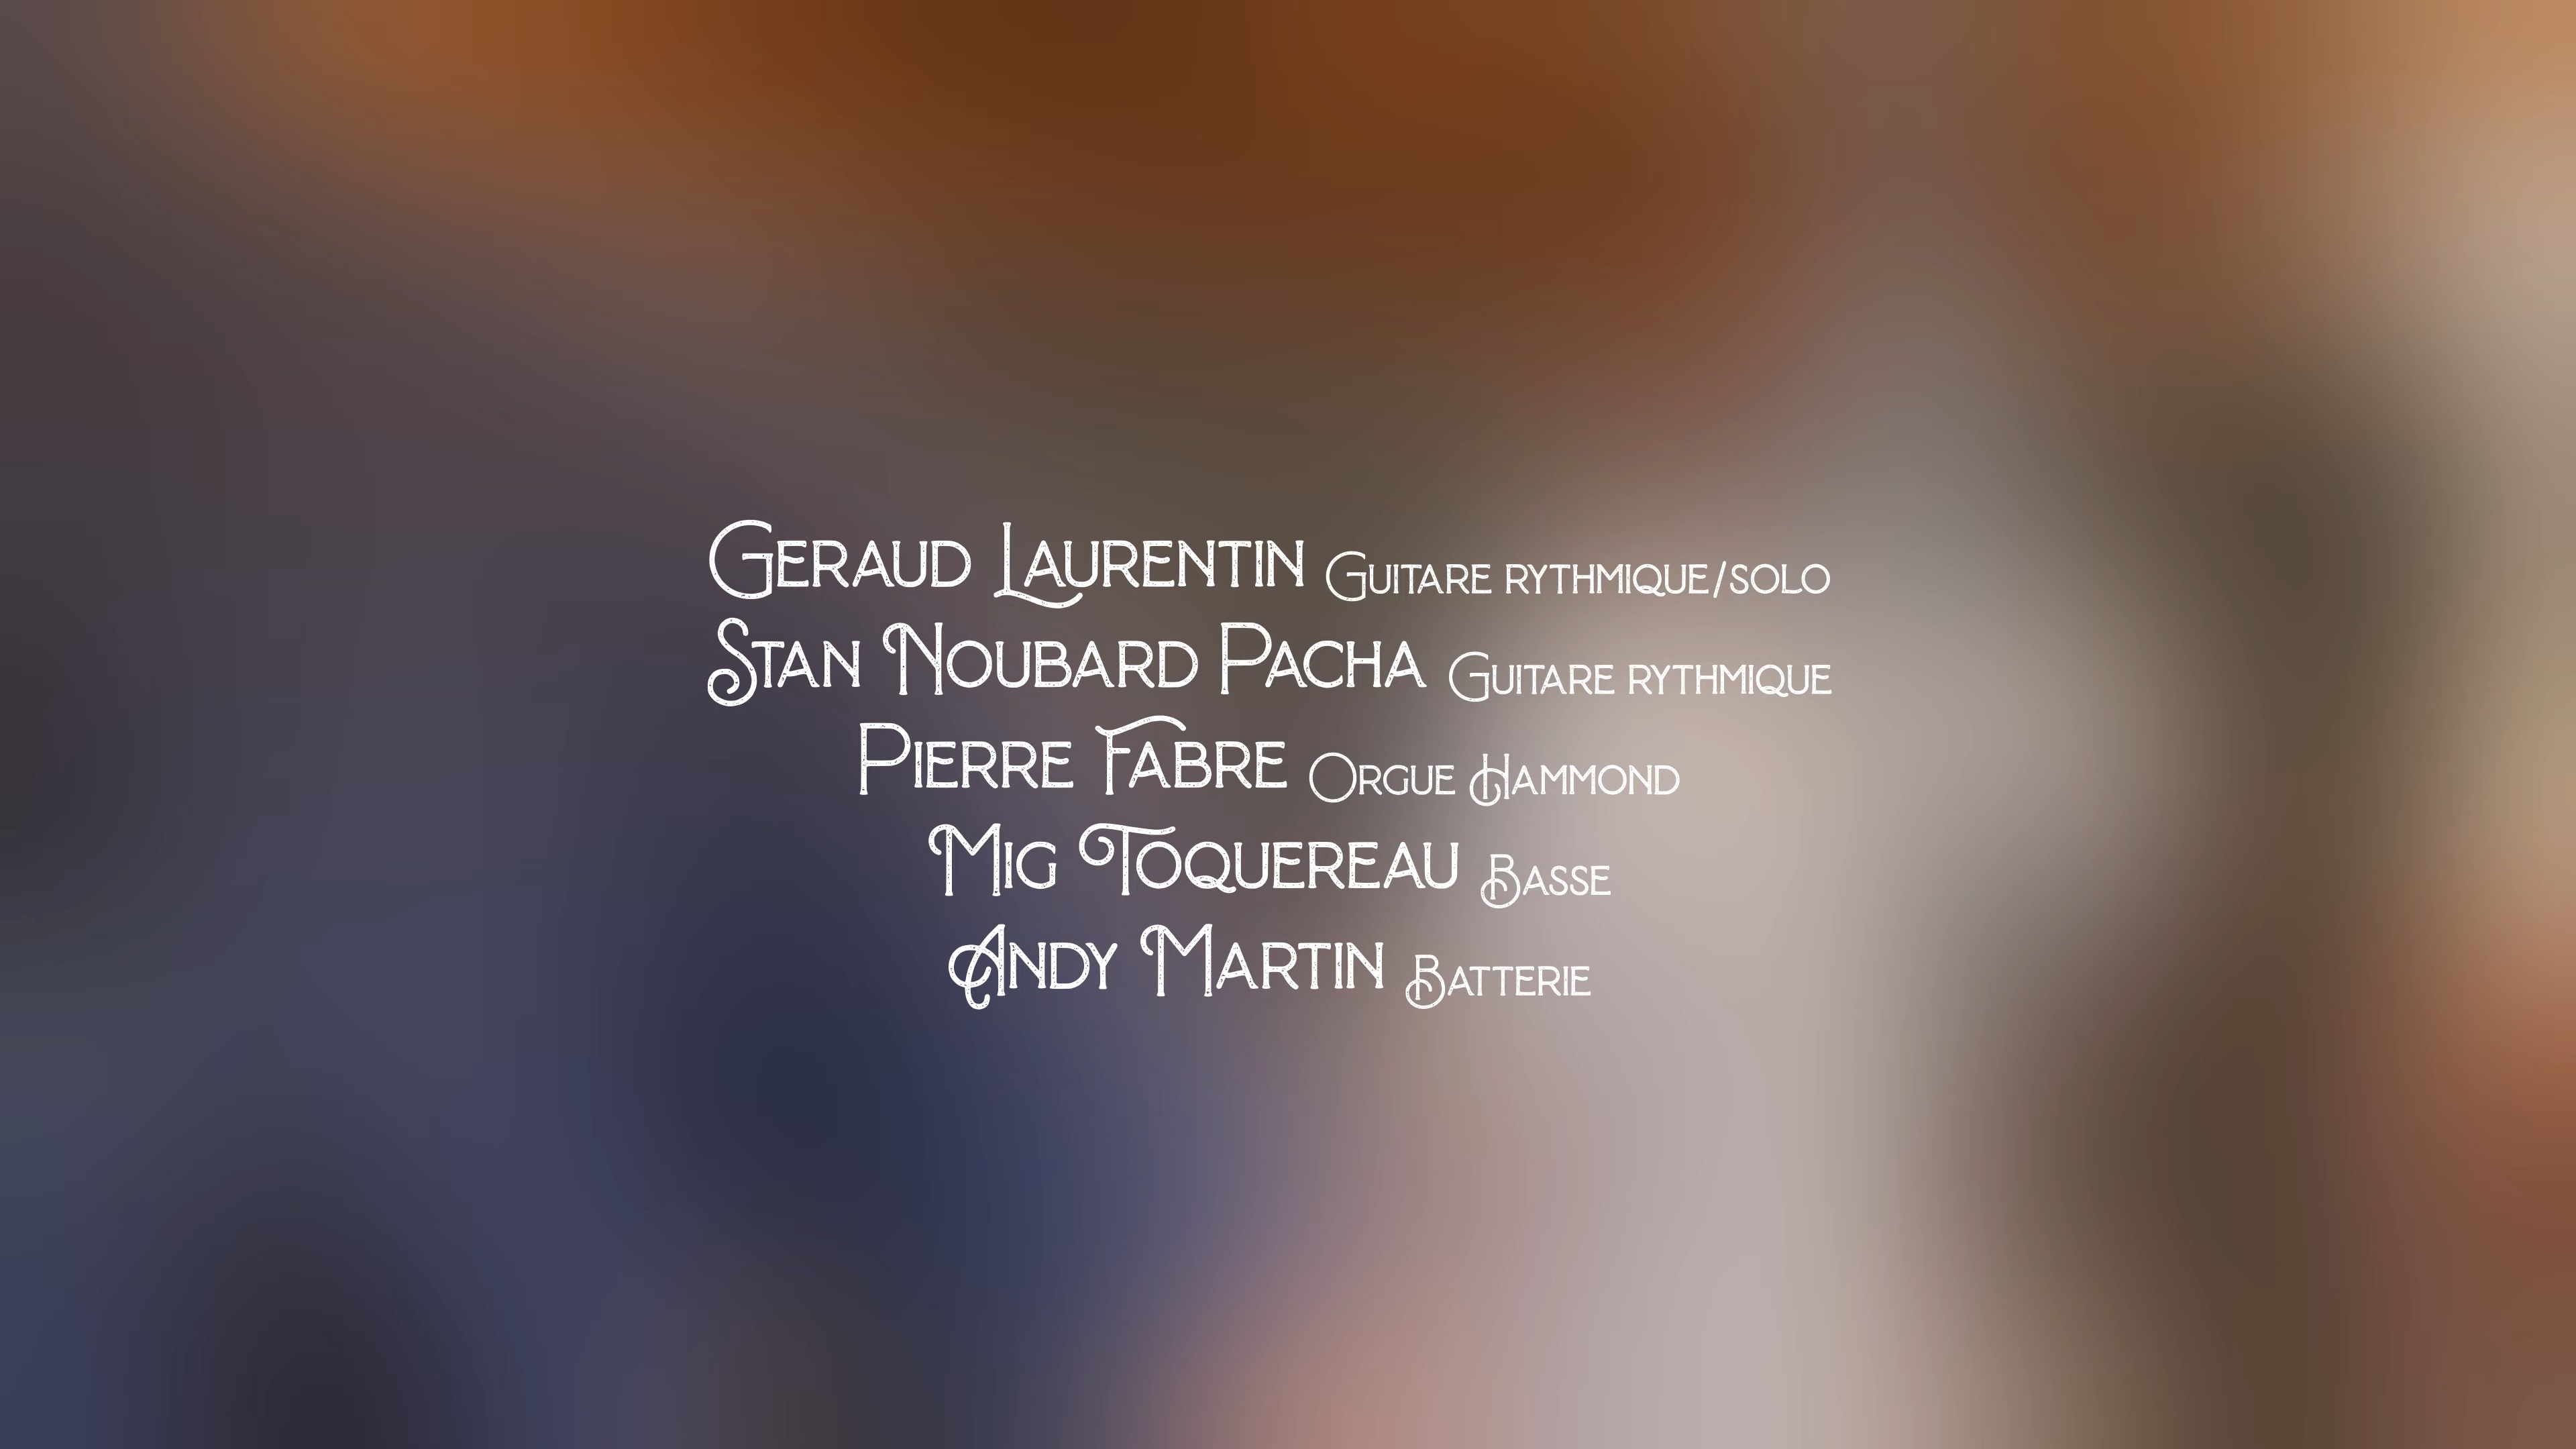 Geraud Laurentin Guitare rythmique/solo
Stan Noubard Pacha Guitare rythmique
Pierre Fabre Orgue Hammond
Mig Toquereau Basse
Andy Martin Batterie